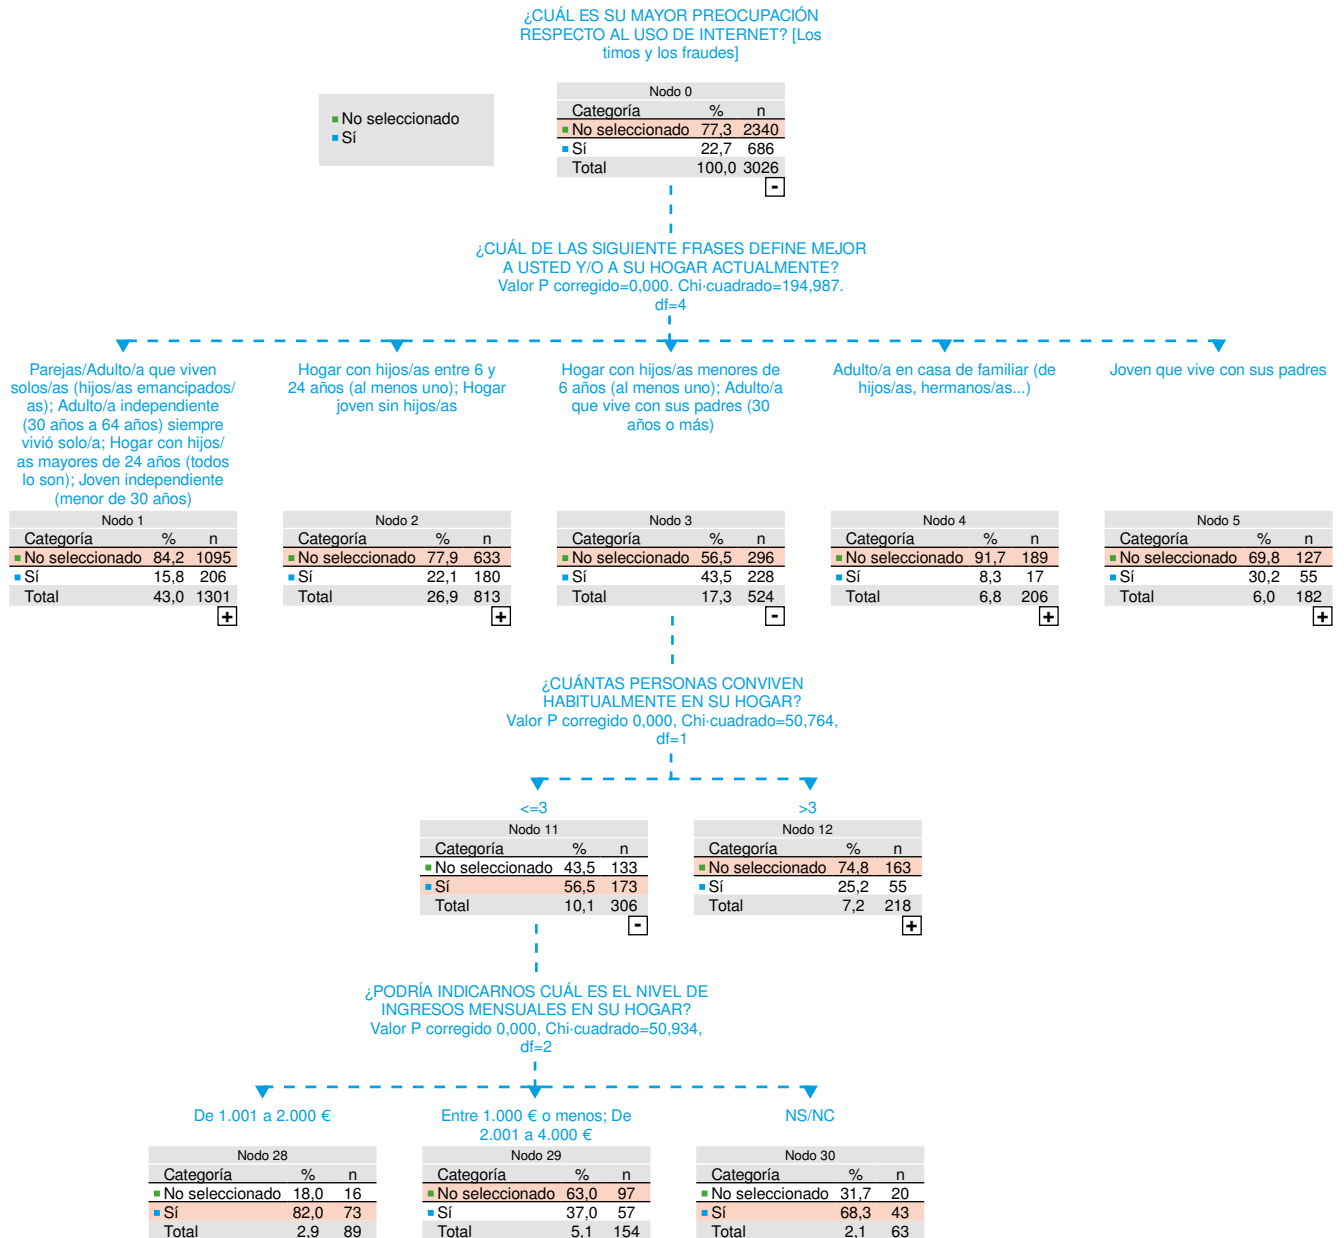 ¿CUÁL ES SU MAYOR PREOCUPACIÓN
RESPECTO AL USO DE INTERNET? [Los
timos y los fraudes]
No seleccionado
Sí
Nodo 0
Categoría % n
No seleccionado 77,3 2340
Sí 22,7 686
Total 100,0 3026
-
¿CUÁL DE LAS SIGUIENTE FRASES DEFINE MEJOR
A USTED Y/O A SU HOGAR ACTUALMENTE?
Valor P corregido=0,000. Chi·cuadrado=194,987.
df=4
Parejas/Adulto/a que viven
solos/as (hijos/as emancipados/
as); Adulto/a independiente
(30 años a 64 años) siempre
vivió solo/a; Hogar con hijos/
as mayores de 24 años (todos
lo son); Joven independiente
(menor de 30 años)
Nodo 1
Categoría % n
No seleccionado 84,2 1095
Sí 15,8 206
Total 43,0 1301
+
Hogar con hijos/as entre 6 y
24 años (al menos uno); Hogar
joven sin hijos/as
Nodo 2
Categoría % n
No seleccionado 77,9 633
Sí 22,1 180
Total 26,9 813
+
Hogar con hijos/as menores de
6 años (al menos uno); Adulto/a
que vive con sus padres (30
años o más)
Nodo 3
Categoría % n
No seleccionado 56,5 296
Sí 43,5 228
Total 17,3 524
-
Adulto/a en casa de familiar (de
hijos/as, hermanos/as...)
Nodo 4
Categoría % n
No seleccionado 91,7 189
Sí 8,3 17
Total 6,8 206
+
Joven que vive con sus padres
Nodo 5
Categoría % n
No seleccionado 69,8 127
Sí 30,2 55
Total 6,0 182
+
¿CUÁNTAS PERSONAS CONVIVEN
HABITUALMENTE EN SU HOGAR?
Valor P corregido 0,000, Chi·cuadrado=50,764,
df=1
<=3
Nodo 11
Categoría % n
No seleccionado 43,5 133
Sí 56,5 173
Total 10,1 306
-
>3
Nodo 12
Categoría % n
No seleccionado 74,8 163
Sí 25,2 55
Total 7,2 218
+
¿PODRÍA INDICARNOS CUÁL ES EL NIVEL DE
INGRESOS MENSUALES EN SU HOGAR?
Valor P corregido 0,000, Chi·cuadrado=50,934,
df=2
De 1.001 a 2.000 €
Nodo 28
Categoría % n
No seleccionado 18,0 16
Sí 82,0 73
Total 2,9 89
Entre 1.000 € o menos; De
2.001 a 4.000 €
Nodo 29
Categoría % n
No seleccionado 63,0 97
Sí 37,0 57
Total 5,1 154
NS/NC
Nodo 30
Categoría % n
No seleccionado 31,7 20
Sí 68,3 43
Total 2,1 63